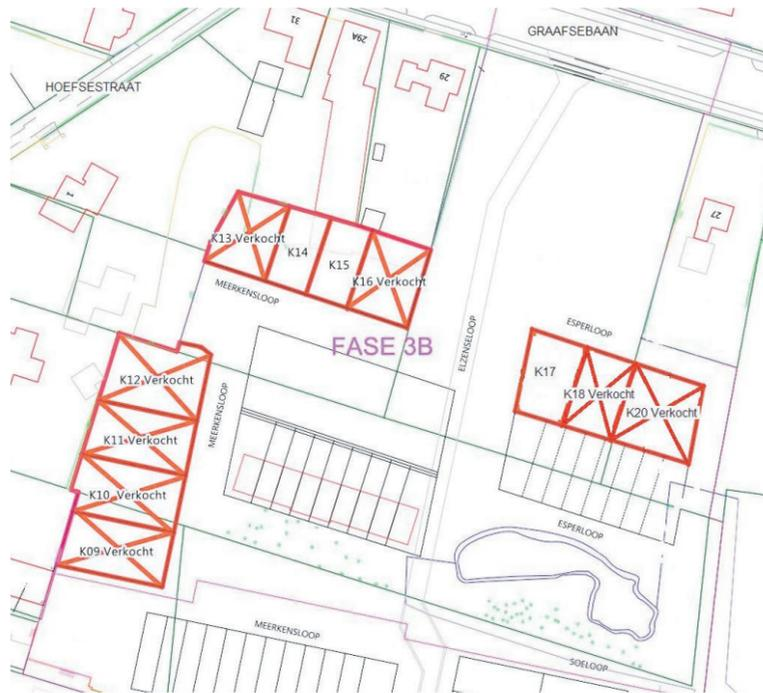 GRAAFSEBAAN
31
29A
29
HOEFSESTRAAT
1
27
K13 Verkocht
K14
K15
K16 Verkocht
MEERKENSLOOP
FASE 3B
ELZENSELOOP
ESPERLOOP
K17
K18 Verkocht
K20 Verkocht
K12 Verkocht
MEERKENSLOOP
K11 Verkocht
K10 Verkocht
K09 Verkocht
ESPERLOOP
MEERKENSLOOP
SOELOOP